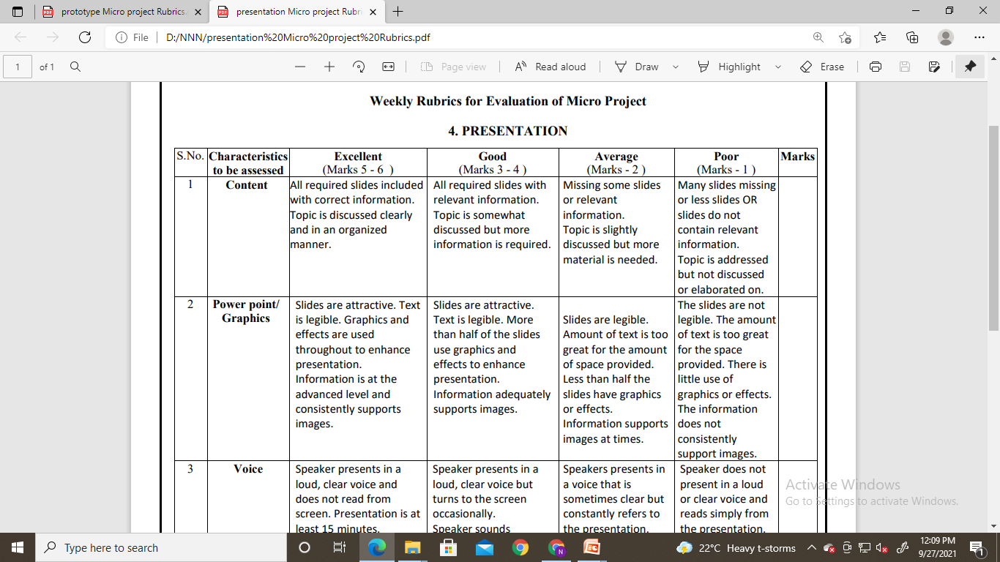 prototype Micro project Rubrics.p
presentation Micro project Rubri
File
D:/NNN/presentation%20Micro%20project%20Rubrics.pdf
1
of 1
Page view
Read aloud
Draw
Highlight
Erase
Weekly Rubrics for Evaluation of Micro Project
4. PRESENTATION
S.No.
Characteristics
to be assessed
Excellent
(Marks 5 - 6 )
Good
(Marks 3 - 4 )
Average
(Marks - 2 )
Poor
(Marks - 1 )
Marks
1
Content
All required slides included
with correct information.
Topic is discussed clearly
and in an organized
manner.
All required slides with
relevant information.
Topic is somewhat
discussed but more
information is required.
Missing some slides
or relevant
information.
Topic is slightly
discussed but more
material is needed.
Many slides missing
or less slides OR
slides do not
contain relevant
information.
Topic is addressed
but not discussed
or elaborated on.
2
Power point/
Graphics
Slides are attractive. Text
is legible. Graphics and
effects are used
throughout to enhance
presentation.
Information is at the
advanced level and
consistently supports
images.
Slides are attractive.
Text is legible. More
than half of the slides
use graphics and
effects to enhance
presentation.
Information adequately
supports images.
Slides are legible.
Amount of text is too
great for the amount
of space provided.
Less than half the
slides have graphics
or effects.
Information supports
images at times.
The slides are not
legible. The amount
of text is too great
for the space
provided. There is
little use of
graphics or effects.
The information
does not
consistently
support images.
3
Voice
Speaker presents in a
loud, clear voice and
does not read from
screen. Presentation is at
least 15 minutes.
Speaker presents in a
loud, clear voice but
turns to the screen
occasionally.
Speaker sounds
Speakers presents in
a voice that is
sometimes clear but
constantly refers to
the presentation.
Speaker does not
present in a loud
or clear voice and
reads simply from
the presentation.
Activate Windows
Go to Settings to activate Windows.
Type here to search
N
22°C Heavy t-storms
12:09 PM
9/27/2021
1